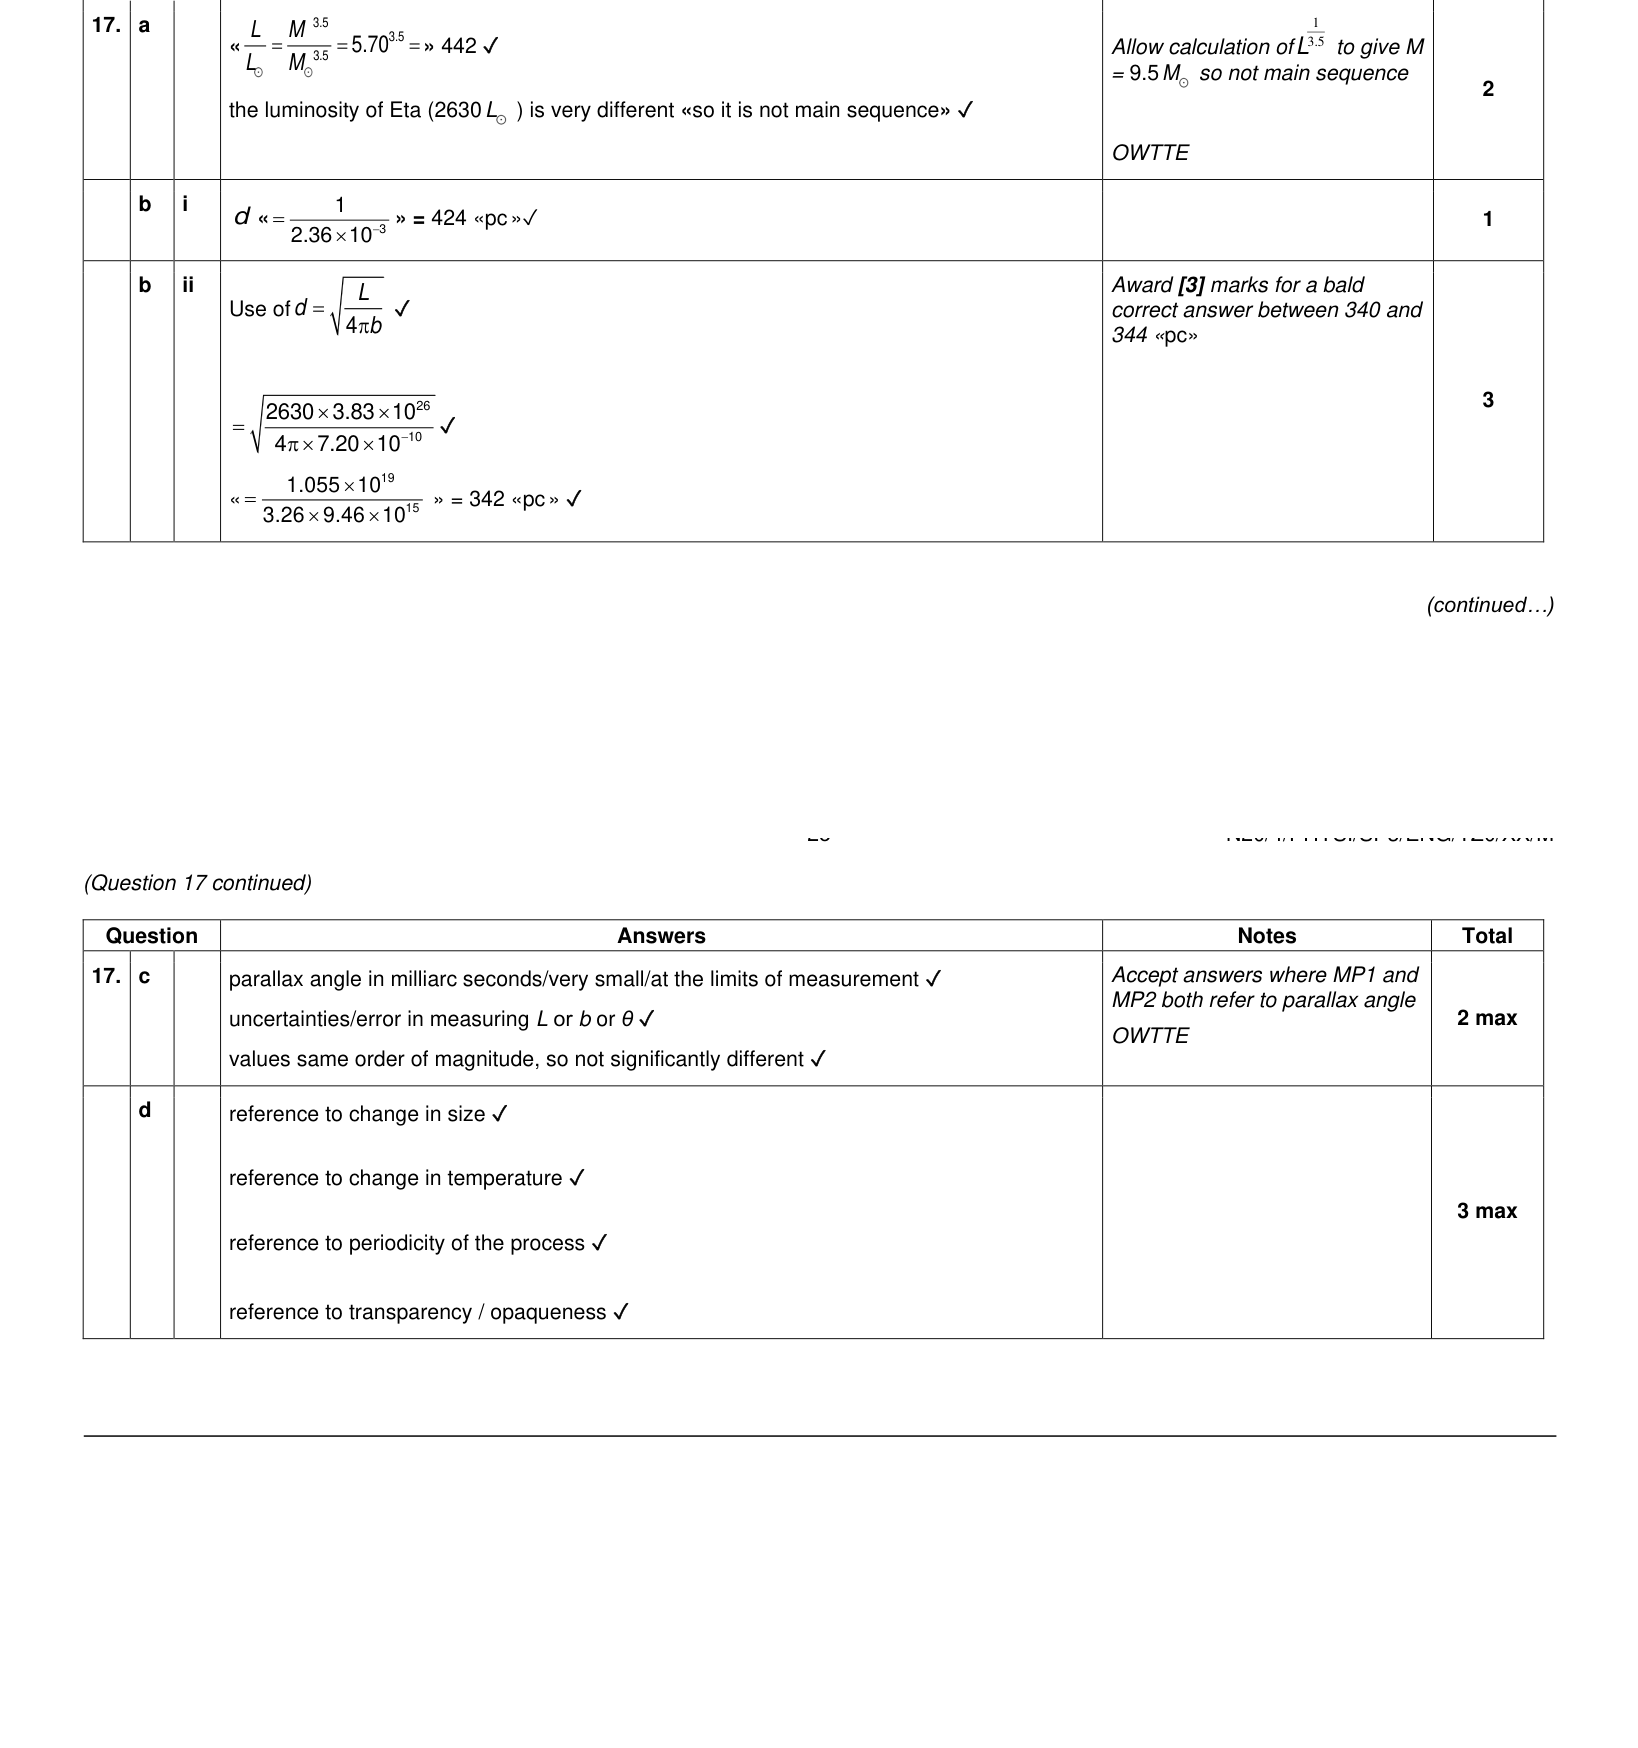 17. a
« L/L☉ = M^3.5/M☉^3.5 = 5.70^3.5 = » 442 ✓
the luminosity of Eta (2630 L☉ ) is very different «so it is not main sequence» ✓
Allow calculation of L^(1/3.5) to give M
= 9.5 M☉ so not main sequence
OWTTE
2
b i
d « = 1/(2.36 × 10^−3) » = 424 «pc»✓
1
b ii
Use of d = √(L/(4πb)) ✓
= √((2630 × 3.83 × 10^26)/(4π × 7.20 × 10^−10)) ✓
« = (1.055 × 10^19)/(3.26 × 9.46 × 10^15) » = 342 «pc» ✓
Award [3] marks for a bald
correct answer between 340 and
344 «pc»
3
(continued…)
(Question 17 continued)
Question Answers Notes Total
17. c
parallax angle in milliarc seconds/very small/at the limits of measurement ✓
uncertainties/error in measuring L or b or θ ✓
values same order of magnitude, so not significantly different ✓
Accept answers where MP1 and
MP2 both refer to parallax angle
OWTTE
2 max
d
reference to change in size ✓
reference to change in temperature ✓
reference to periodicity of the process ✓
reference to transparency / opaqueness ✓
3 max